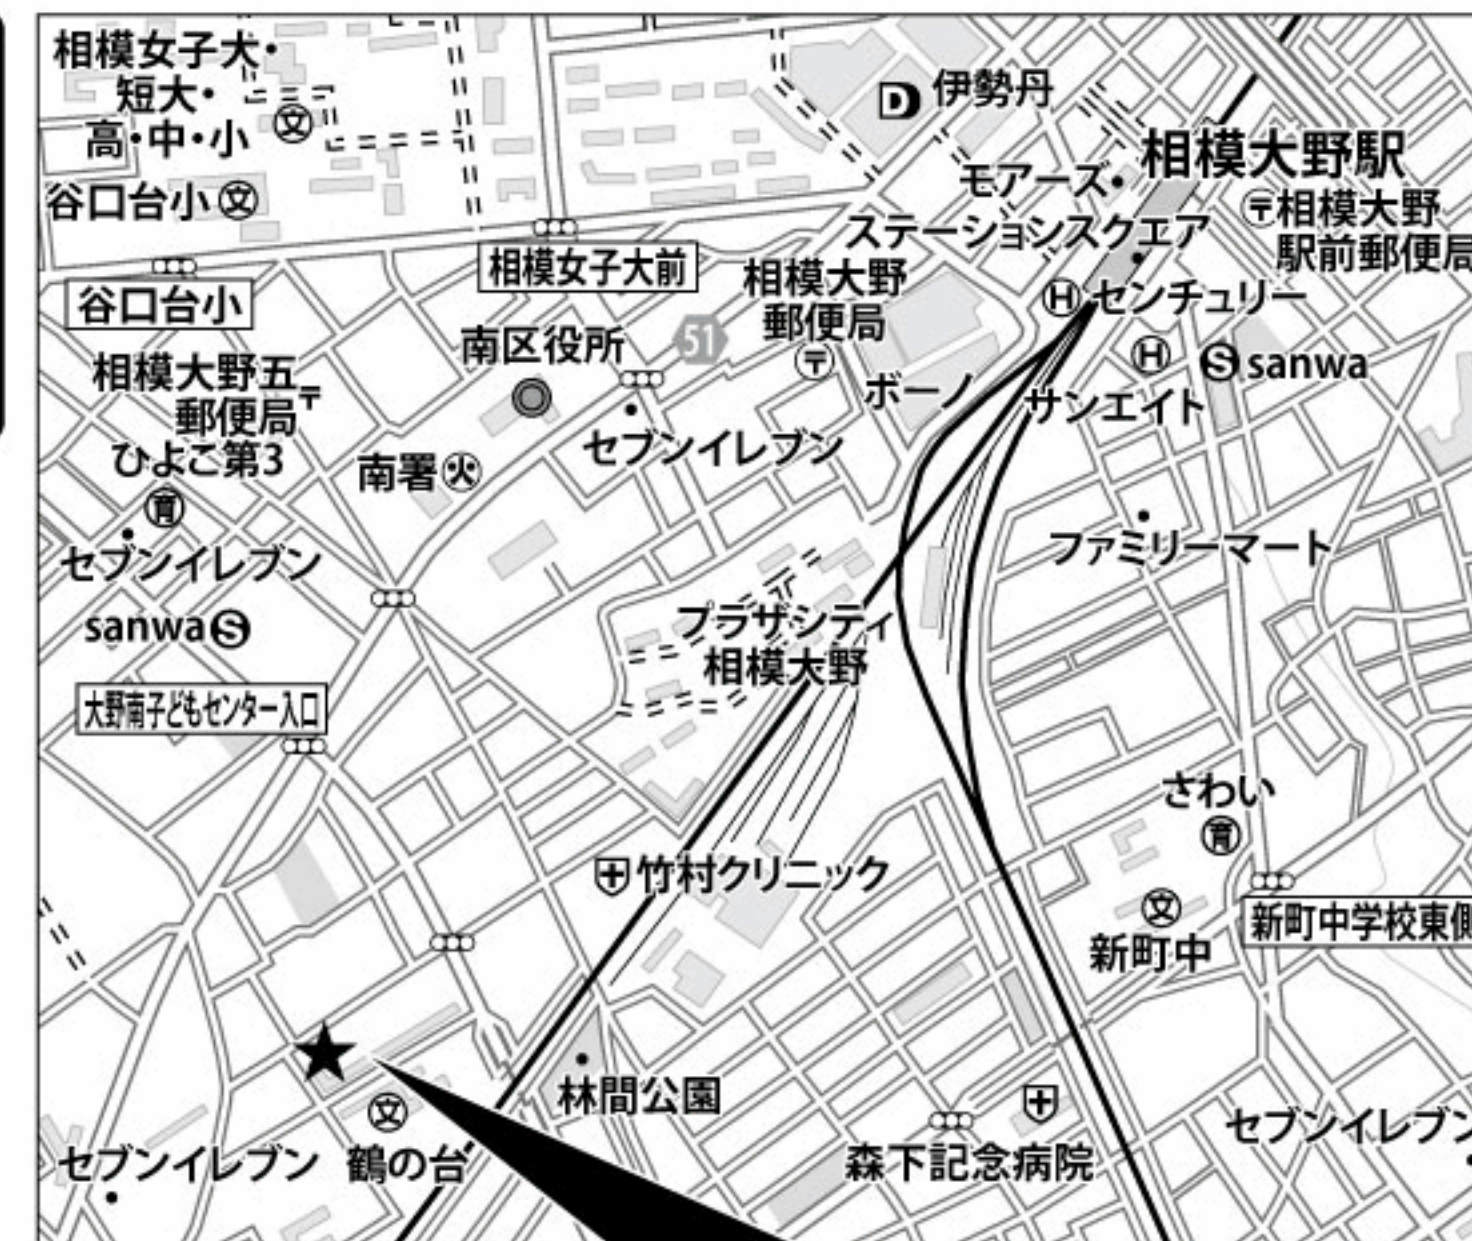 相模女子大・
短大・
高・中・小
文
谷口台小
文
谷口台小
相模女子大前
D
伊勢丹
モアーズ
相模大野駅
ステーションスクエア
〒相模大野
駅前郵便局
相模大野
郵便局
〒
H センチュリー
H
S sanwa
サンエイト
ボーノ
51
南区役所
相模大野五
郵便局〒
ひよこ第3
育
南署
火
セブンイレブン
セブンイレブン
sanwa S
ファミリーマート
プラザシティ
相模大野
大野南子どもセンター入口
さわい
育
竹村クリニック
文
新町中
新町中学校東側
林間公園
文
鶴の台
セブンイレブン
森下記念病院
セブンイレブン